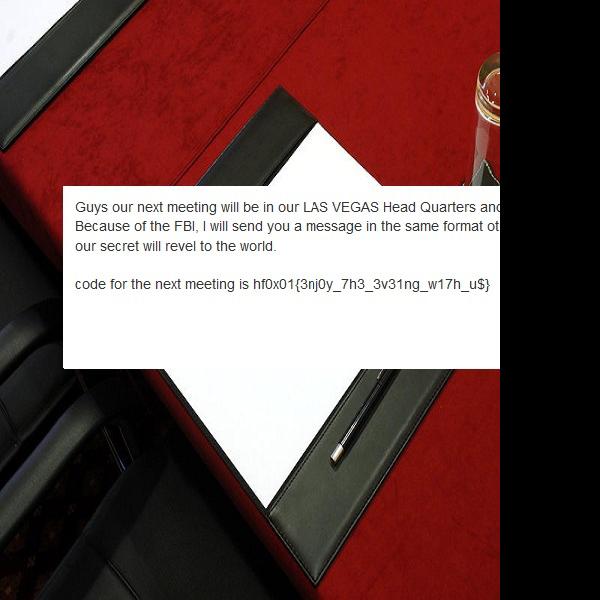 Guys our next meeting will be in our LAS VEGAS Head Quarters and
Because of the FBI, I will send you a message in the same format ot
our secret will revel to the world.
code for the next meeting is hf0x01{3nj0y_7h3_3v31ng_w17h_u$}